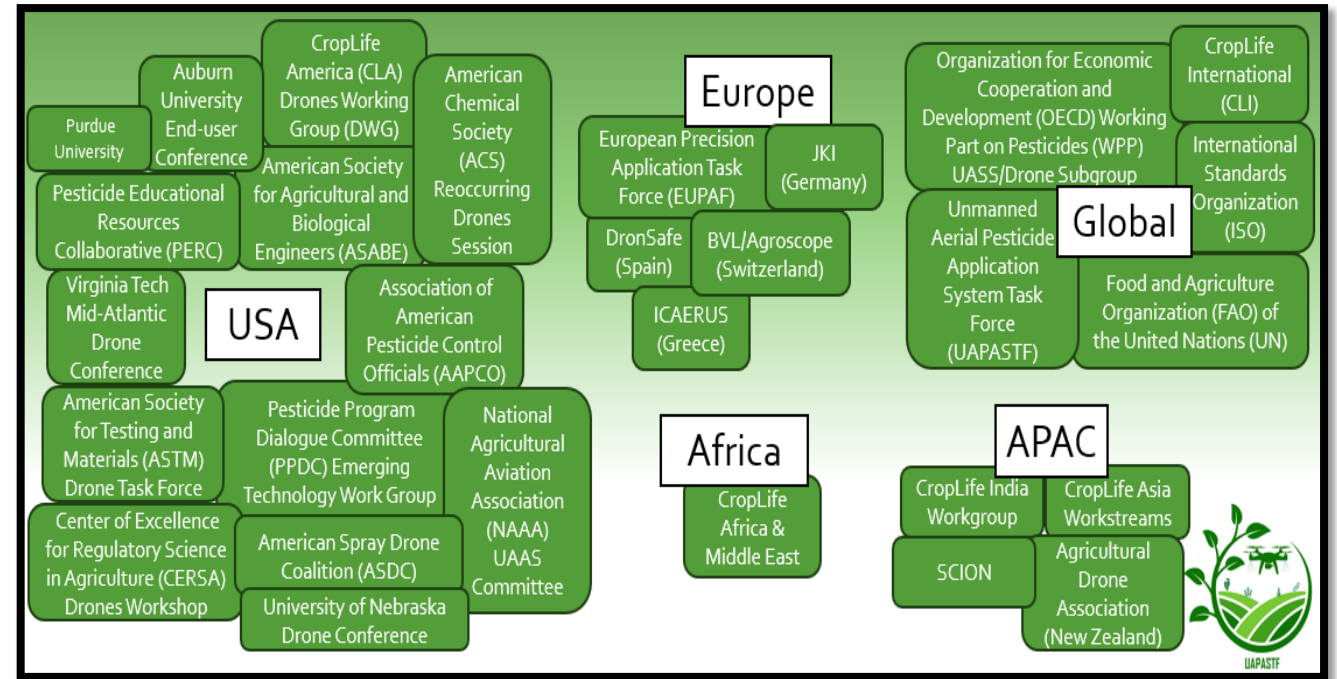 Purdue
University
Auburn
University
End-user
Conference
CropLife
America (CLA)
Drones Working
Group (DWG)
American
Chemical
Society
(ACS)
Reoccurring
Drones
Session
Pesticide Educational
Resources
Collaborative (PERC)
American Society
for Agricultural and
Biological
Engineers (ASABE)
Virginia Tech
Mid-Atlantic
Drone
Conference
USA
Association of
American
Pesticide Control
Officials (AAPCO)
American Society
for Testing and
Materials (ASTM)
Drone Task Force
Pesticide Program
Dialogue Committee
(PPDC) Emerging
Technology Work Group
National
Agricultural
Aviation
Association
(NAAA)
UAAS
Committee
Center of Excellence
for Regulatory Science
in Agriculture (CERSA)
Drones Workshop
American Spray Drone
Coalition (ASDC)
University of Nebraska
Drone Conference
Europe
European Precision
Application Task
Force (EUPAF)
JKI
(Germany)
DronSafe
(Spain)
BVL/Agroscope
(Switzerland)
ICAERUS
(Greece)
Africa
CropLife
Africa &
Middle East
Organization for Economic
Cooperation and
Development (OECD) Working
Part on Pesticides (WPP)
UASS/Drone Subgroup
CropLife
International
(CLI)
International
Standards
Organization
(ISO)
Global
Unmanned
Aerial Pesticide
Application
System Task
Force
(UAPASTF)
Food and Agriculture
Organization (FAO) of
the United Nations (UN)
APAC
CropLife India
Workgroup
CropLife Asia
Workstreams
SCION
Agricultural
Drone
Association
(New Zealand)
UAPASTF